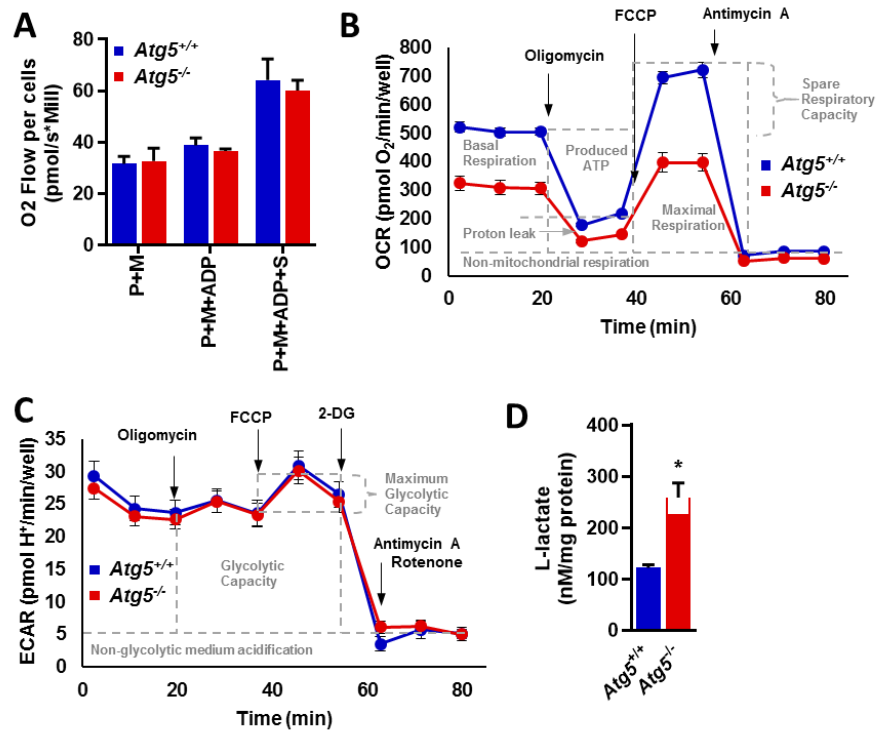 A
O2 Flow per cells
(pmol/s*Mill)
80
60
40
20
0
Atg5+/+
Atg5-/-
P+M
P+M+ADP
P+M+ADP+S
B
FCCP
Antimycin A
Oligomycin
OCR (pmol O2/min/well)
800
700
600
500
400
300
200
100
0
Basal
Respiration
Produced
ATP
Spare
Respiratory
Capacity
Atg5+/+
Atg5-/-
Proton leak
Maximal
Respiration
Non-mitochondrial respiration
0 20 40 60 80
Time (min)
C
Oligomycin
FCCP
2-DG
ECAR (pmol H+/min/well)
35
30
25
20
15
10
5
0
Maximum
Glycolytic
Capacity
Antimycin A
Rotenone
Glycolytic
Capacity
Atg5+/+
Atg5-/-
Non-glycolytic medium acidification
0 20 40 60 80
Time (min)
D
L-lactate
(nM/mg protein)
400
300
200
100
0
*
Atg5+/+
Atg5-/-